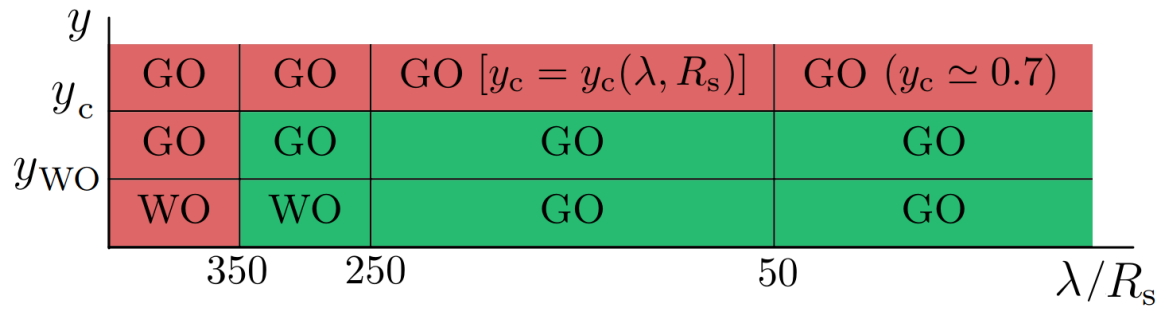 y
GO GO GO [y_c = y_c(λ, R_s)] GO (y_c ≃ 0.7)
y_c
GO GO GO GO
y_WO
WO WO GO GO
350 250 50 λ/R_s